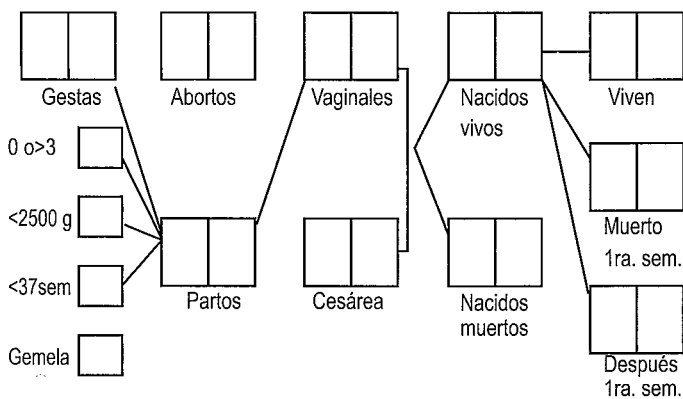 Gestas
Abortos
Vaginales
Nacidos
vivos
Viven
0 o>3
<2500 g
<37sem
Gemela
Partos
Cesárea
Nacidos
muertos
Muerto
1ra. sem.
Después
1ra. sem.